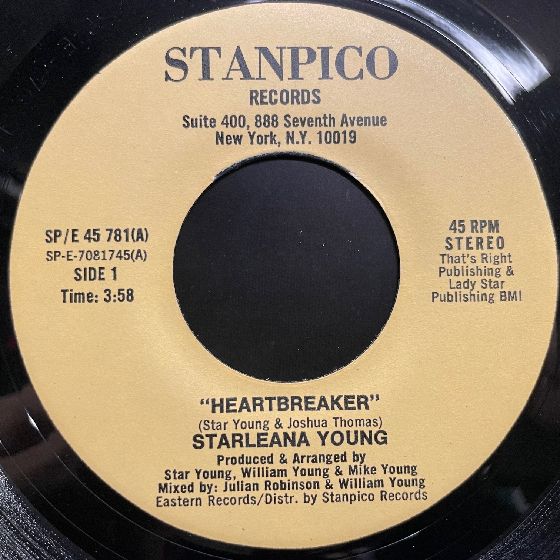 STANPICO
RECORDS
Suite 400, 888 Seventh Avenue
New York, N.Y. 10019
SP/E 45 781(A)
SP-E-7081745(A)
SIDE 1
Time: 3:58
45 RPM
STEREO
That's Right
Publishing &
Lady Star
Publishing BMI
"HEARTBREAKER"
(Star Young & Joshua Thomas)
STARLEANA YOUNG
Produced & Arranged by
Star Young, William Young & Mike Young
Mixed by: Julian Robinson & William Young
Eastern Records/Distr. by Stanpico Records